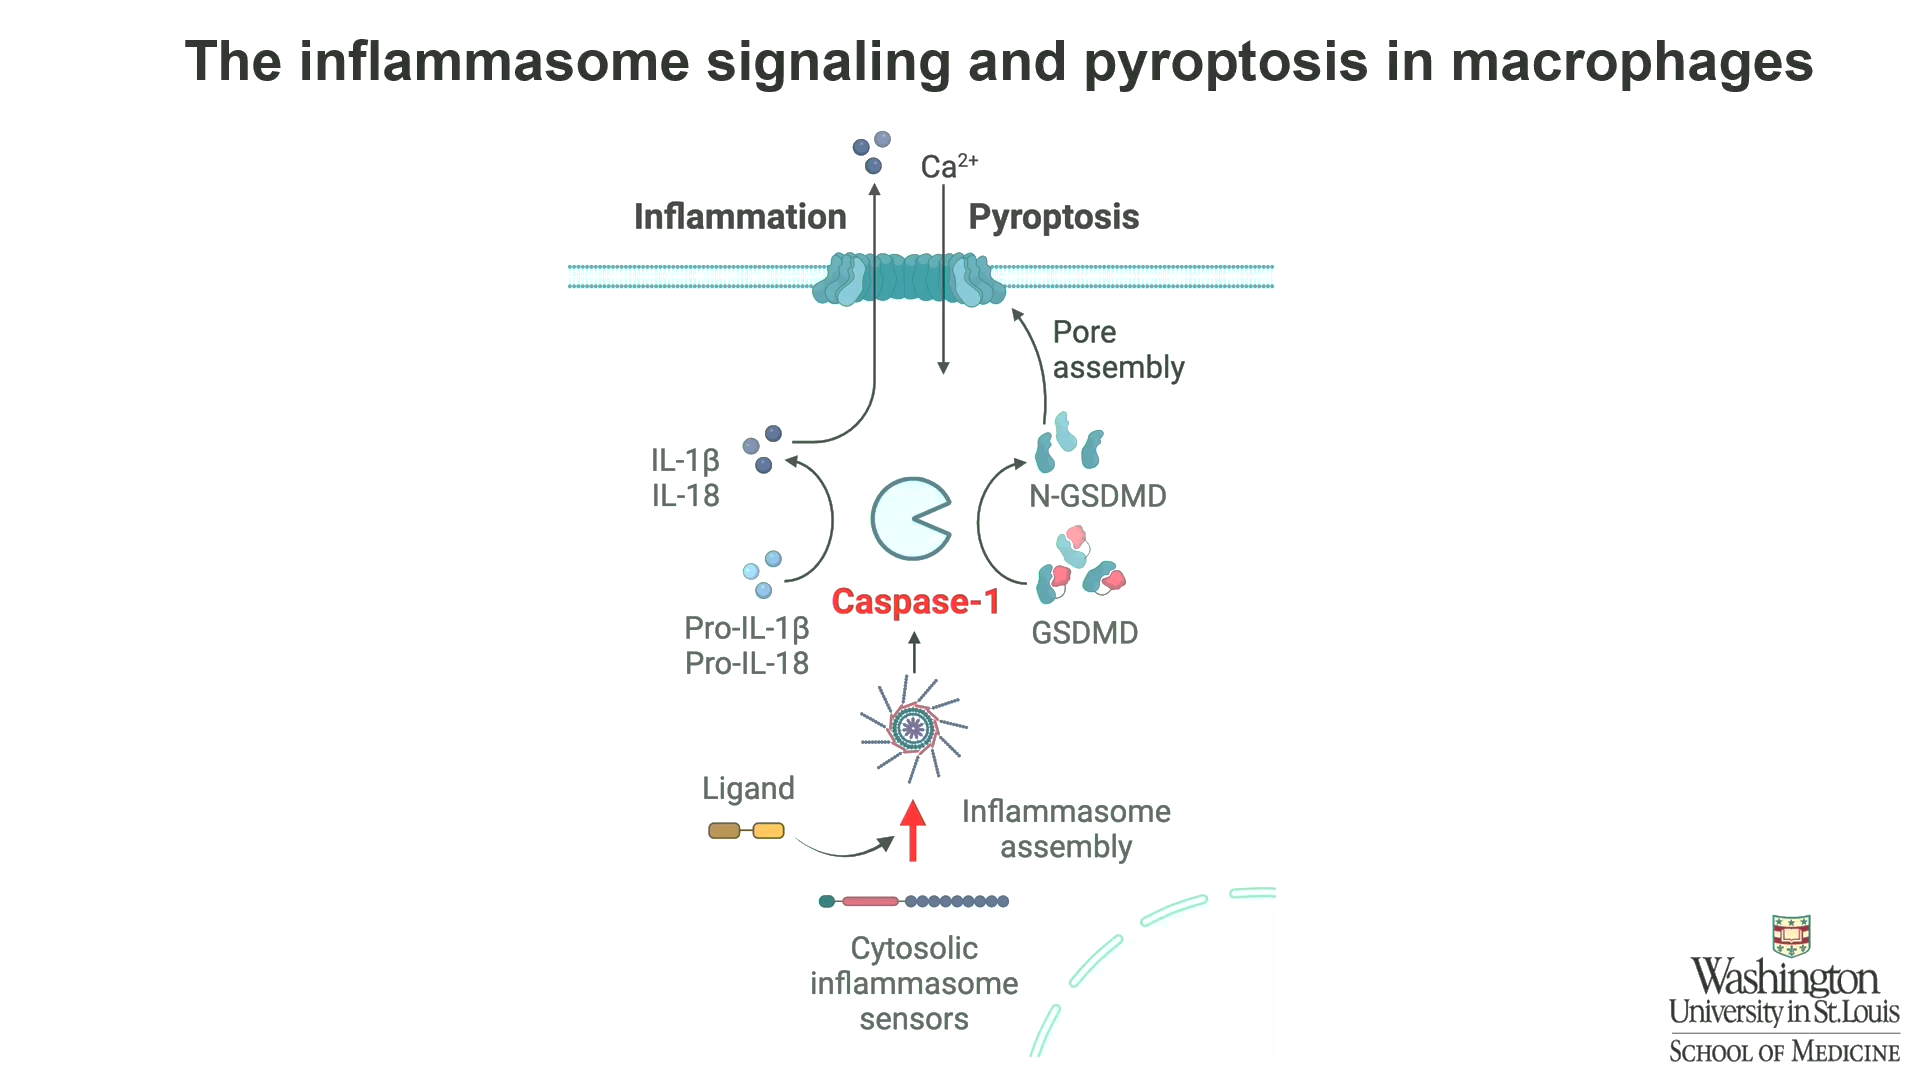 The inflammasome signaling and pyroptosis in macrophages
Ca²⁺
Inflammation
Pyroptosis
Pore
assembly
IL-1β
IL-18
N-GSDMD
Caspase-1
GSDMD
Pro-IL-1β
Pro-IL-18
Ligand
Inflammasome
assembly
Cytosolic
inflammasome
sensors
Washington
University in St. Louis
SCHOOL OF MEDICINE